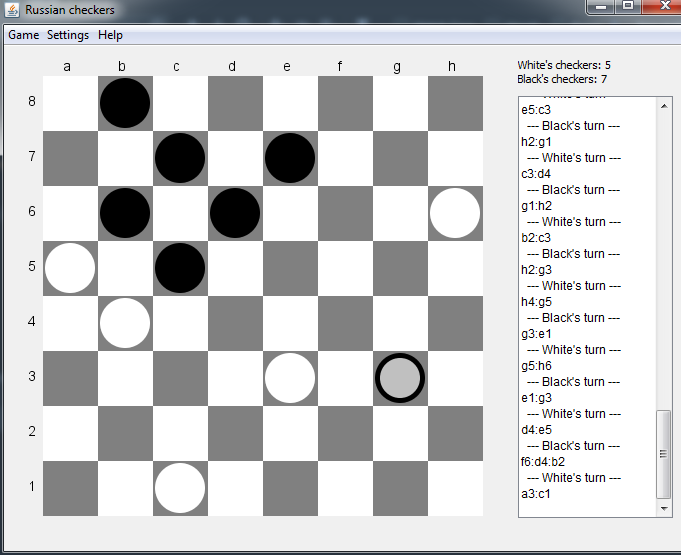 Russian checkers
Game Settings Help
a b c d e f g h
8
7
6
5
4
3
2
1
White's checkers: 5
Black's checkers: 7
--- White's turn ---
e5:c3
--- Black's turn ---
h2:g1
--- White's turn ---
c3:d4
--- Black's turn ---
g1:h2
--- White's turn ---
b2:c3
--- Black's turn ---
h2:g3
--- White's turn ---
h4:g5
--- Black's turn ---
g3:e1
--- White's turn ---
g5:h6
--- Black's turn ---
e1:g3
--- White's turn ---
d4:e5
--- Black's turn ---
f6:d4:b2
--- White's turn ---
a3:c1